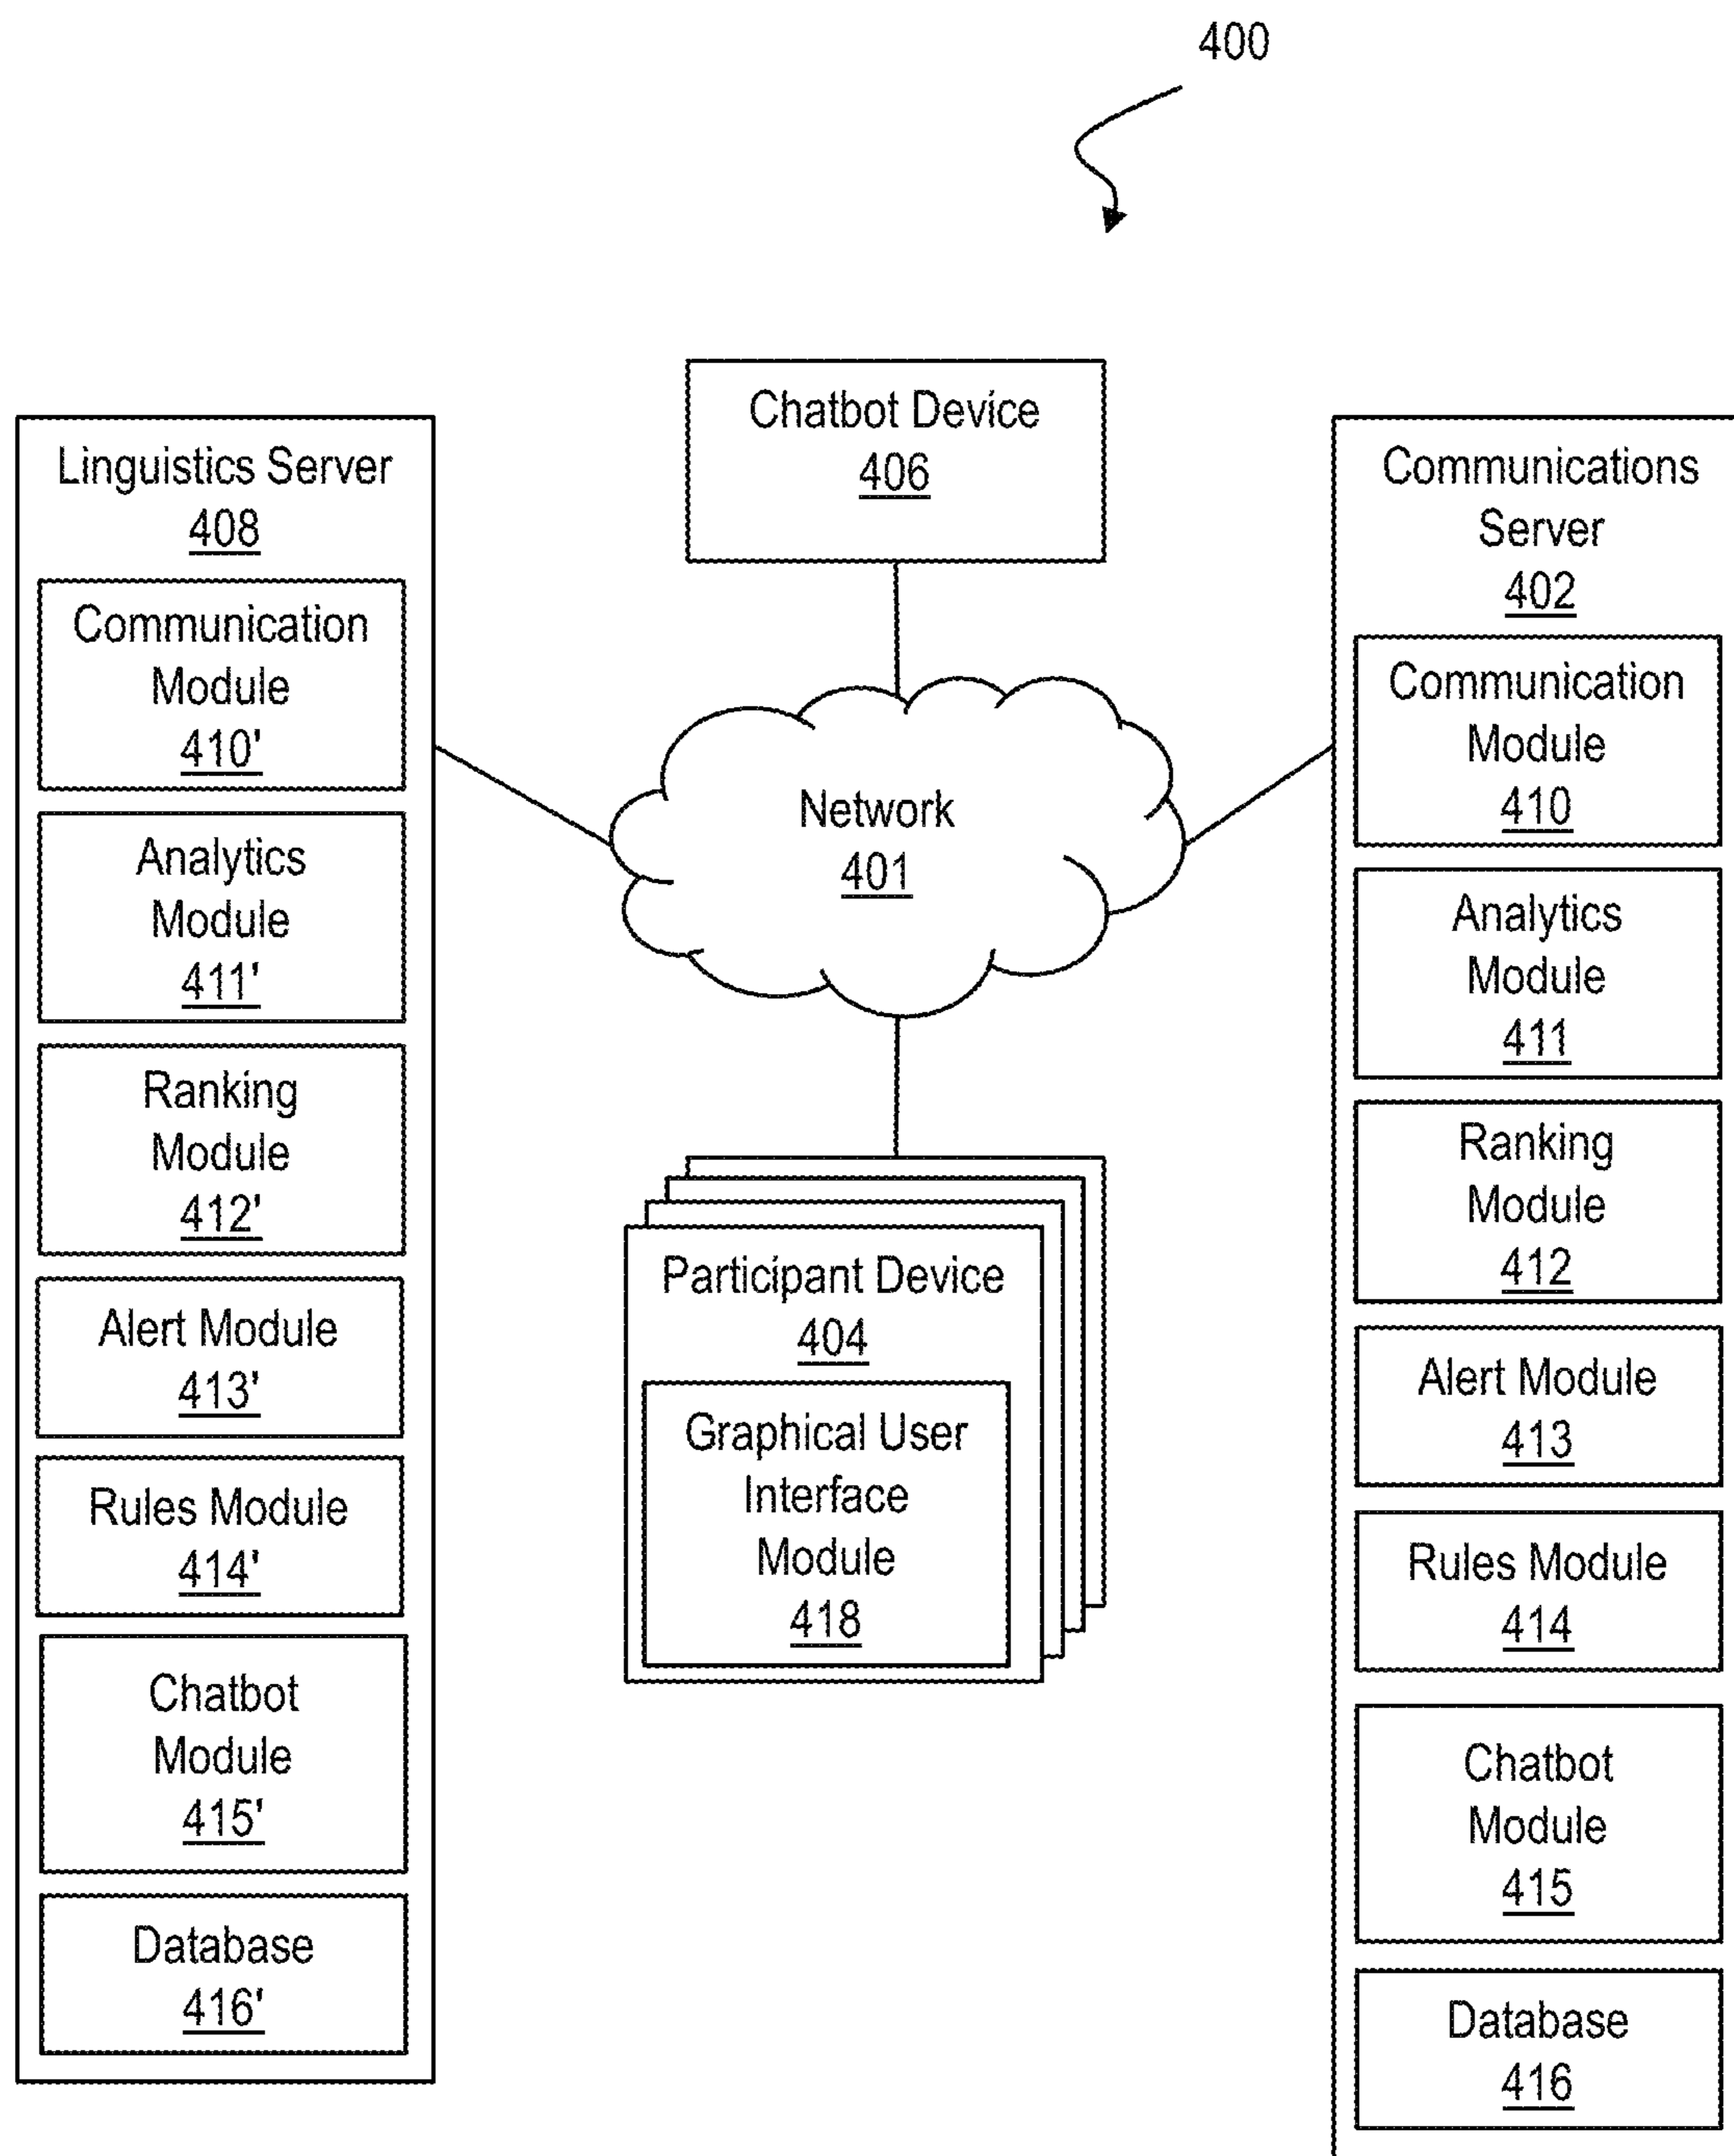 400
Chatbot Device
406
Linguistics Server
408
Communication
Module
410'
Analytics
Module
411'
Ranking
Module
412'
Alert Module
413'
Rules Module
414'
Chatbot
Module
415'
Database
416'
Network
401
Participant Device
404
Graphical User
Interface
Module
418
Communications
Server
402
Communication
Module
410
Analytics
Module
411
Ranking
Module
412
Alert Module
413
Rules Module
414
Chatbot
Module
415
Database
416